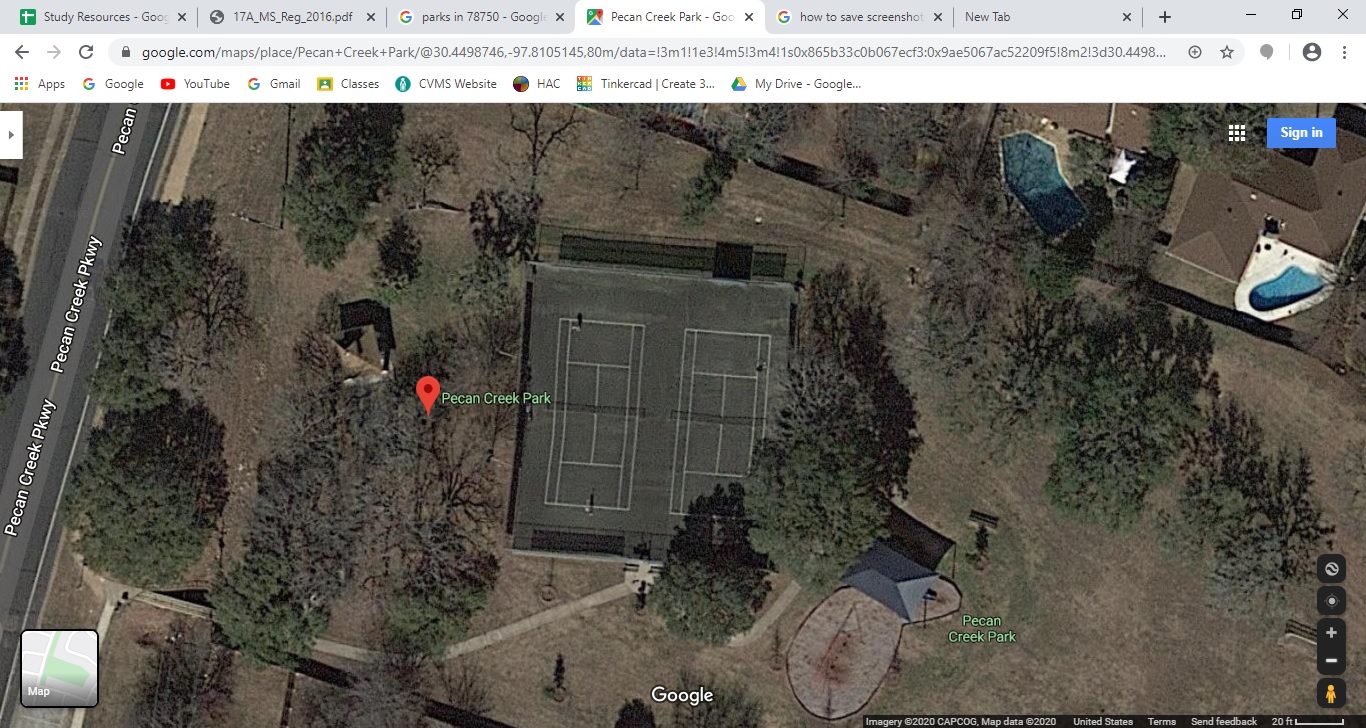 Study Resources - Goog
17A_MS_Reg_2016.pdf
parks in 78750 - Google
Pecan Creek Park - Goo
how to save screenshot
New Tab
google.com/maps/place/Pecan+Creek+Park/@30.4498746,-97.8105145,80m/data=!3m1!1e3!4m5!3m4!1s0x865b33c0b067ecf3:0x9ae5067ac52209f5!8m2!3d30.4498...
Apps
Google
YouTube
Gmail
Classes
CVMS Website
HAC
Tinkercad | Create 3...
My Drive - Google...
Sign in
Pecan
Pecan Creek Pkwy
Pecan Creek Pkwy
Pecan Creek Park
Pecan
Creek Park
Map
Google
Imagery ©2020 CAPCOG, Map data ©2020 United States Terms Send feedback 20 ft